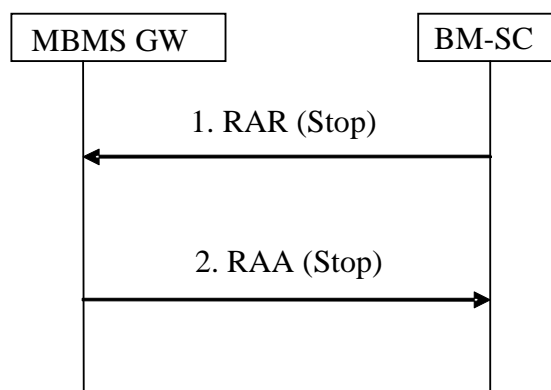 MBMS GW
BM-SC
1. RAR (Stop)
2. RAA (Stop)